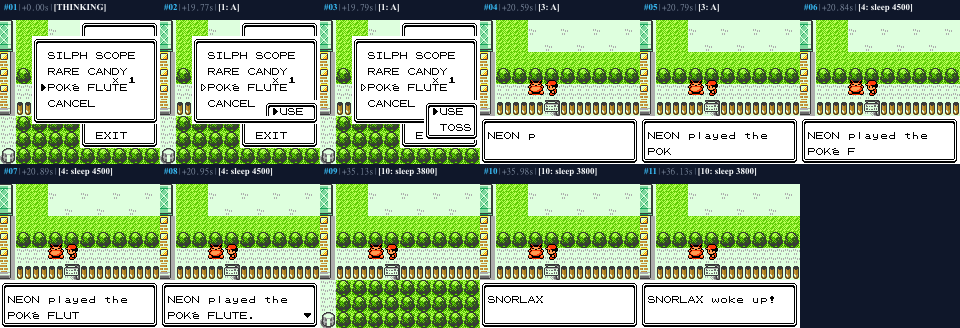 #01 | +0.00s | [THINKING]
SILPH SCOPE
RARE CANDY
× 1
▶POKé FLUTE
CANCEL
EXIT
#02 | +19.77s | [1: A]
SILPH SCOPE
RARE CANDY
× 1
▷POKé FLUTE
CANCEL
▶USE
EXIT
#03 | +19.79s | [1: A]
SILPH SCOPE
RARE CANDY
× 1
▷POKé FLUTE
CANCEL
▶USE
TOSS
E
#04 | +20.59s | [3: A]
NEON p
#05 | +20.79s | [3: A]
NEON played the
POK
#06 | +20.84s | [4: sleep 4500]
NEON played the
POKé F
#07 | +20.89s | [4: sleep 4500]
NEON played the
POKé FLUT
#08 | +20.95s | [4: sleep 4500]
NEON played the
POKé FLUTE.
#09 | +35.13s | [10: sleep 3800]
#10 | +35.98s | [10: sleep 3800]
SNORLAX
#11 | +36.13s | [10: sleep 3800]
SNORLAX woke up!